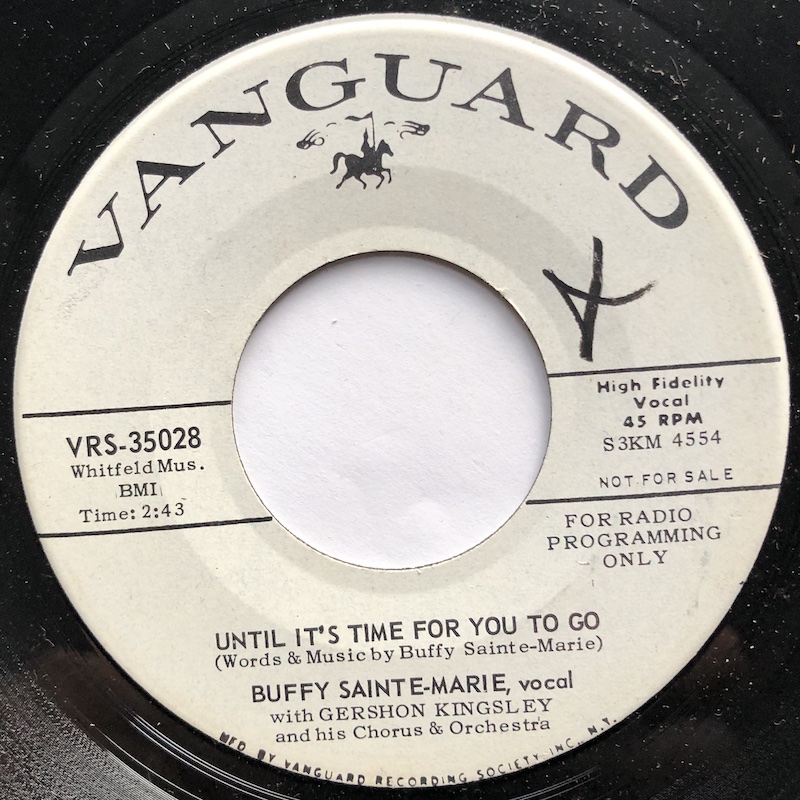 VANGUARD
VRS-35028
Whitfeld Mus.
BMI
Time: 2:43
High Fidelity
Vocal
45 RPM
S3KM 4554
NOT FOR SALE
FOR RADIO
PROGRAMMING
ONLY
UNTIL IT'S TIME FOR YOU TO GO
(Words & Music by Buffy Sainte-Marie)
BUFFY SAINTE-MARIE, vocal
with GERSHON KINGSLEY
and his Chorus & Orchestra
MFD BY VANGUARD RECORDING SOCIETY, INC. N.Y.